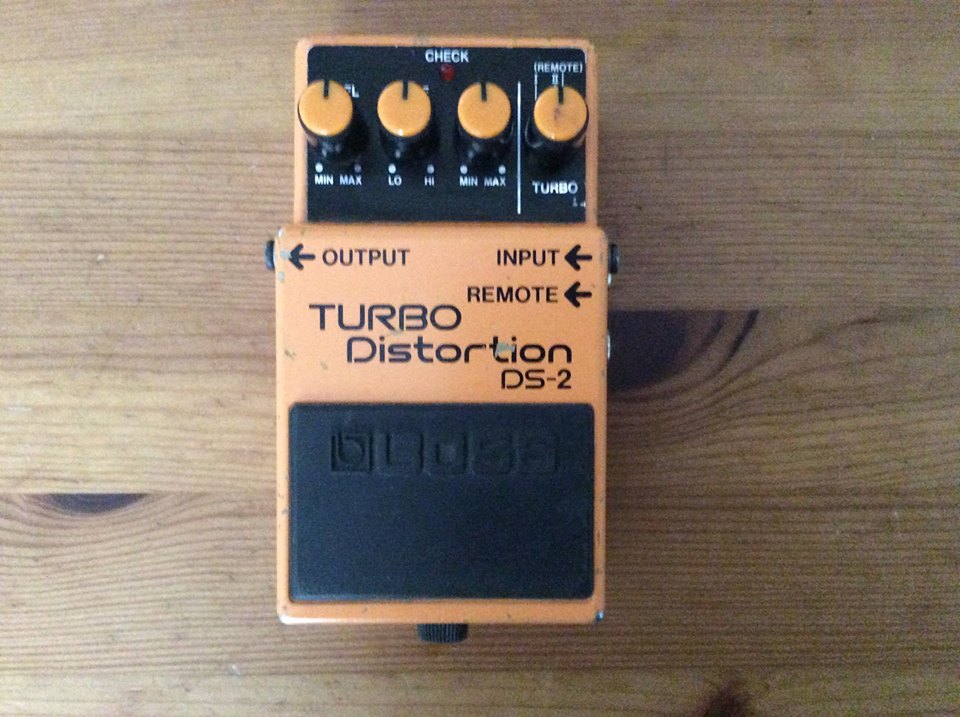 CHECK
(REMOTE)
I II
MIN MAX LO HI MIN MAX
TURBO
OUTPUT INPUT
REMOTE
TURBO
Distortion
DS-2
BOSS